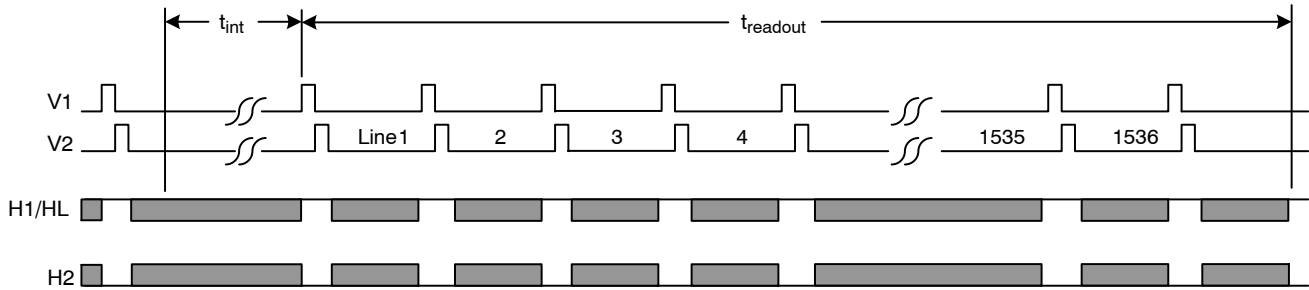 t_int t_readout
V1
V2 Line1 2 3 4 1535 1536
H1/HL
H2